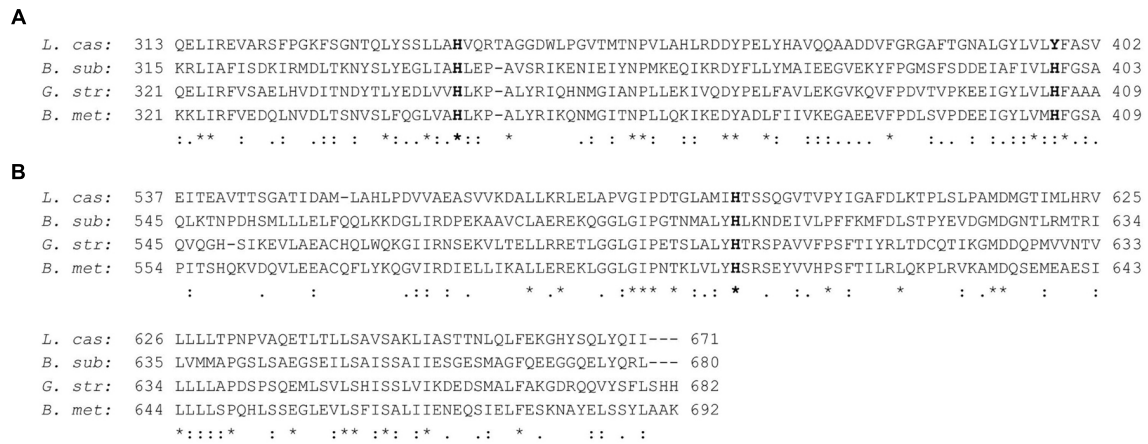 A
L. cas: 313 QELIREVARSFPGKFSGNTQLYSSLLAHVQRTAGGDWLPGVTMTNPVLAHLRDDYPELYHAVQQAADDVFGRGAFTGNALGYLVLYFASV 402
B. sub: 315 KRLIAFISDKIRMDLTKNYSLYEGLIAHLEP-AVSRIKENIEIYNPMKEQIKRDYFLLYMAIEEGVEKYFPGMSFSDDEIAFIVLHFGSA 403
G. str: 321 QELIRFVSAELHVDITNDYTLYEDLVVHLKP-ALYRIQHNMGIANPLLEKIVQDYPELFAVLEKGVKQVFPDVTVPKEEIGYLVLHFAAA 409
B. met: 321 KKLIRFVEDQLNVDLTSNVSLFQGLVAHLKP-ALYRIKQNMGITNPLLQKIKEDYADLFIIVKEGAEEVFPDLSVPDEEIGYLVMHFGSA 409
:.** : .: .:: : *:..*:.*:: * .: : ** : ** *: .: ::.... * :.. .: :: .:*::*.:.
B
L. cas: 537 EITEAVTTSGATIDAM-LAHLPDVVAEASVVKDALLKRLELAPVGIPDTGLAMIHTSSQGVTVPYIGAFDLKTPLSLPAMDMGTIMLHRV 625
B. sub: 545 QLKTNPDHSMLLLELFQQLKKDGLIRDPEKAAVCLAEREKQGGLGIPGTNMALYHLKNDEIVLPFFKMFDLSTPYEVDGMDGNTLRMTRI 634
G. str: 545 QVQGH-SIKEVLAEACHQLWQKGIIRNSEKVLTELLRRETLGGLGIPETSLALYHTRSPAVVFPSFTIYRLTDCQTIKGMDDQPMVVNTV 633
B. met: 554 PITSHQKVDQVLEEACQFLYKQGVIRDIELLIKALLEREKLGGLGIPNTKLVLYHSRSEYVVHPSFTILRLQKPLRVKAMDQSEMEAESI 643
: . : .:: : . * .* . :*** * :.: * . :. * : * : .** : :
L. cas: 626 LLLLTPNPVAQETLTLLSAVSAKLIASTTNLQLFEKGHYSQLYQII--- 671
B. sub: 635 LVMMAPGSLSAEGSEILSAISSAIIESGESMAGFQEEGGQELYQRL--- 680
G. str: 634 LLLLAPDSPSQEMLSVLSHISSLVIKDEDSMALFAKGDRQQVYSFLSHH 682
B. met: 644 LLLLSPQHLSSEGLEVLSFISALIIENEQSIELFESKNAYELSSYLAAK 692
*::::* : * :** :*: :* . .: * . :: . :